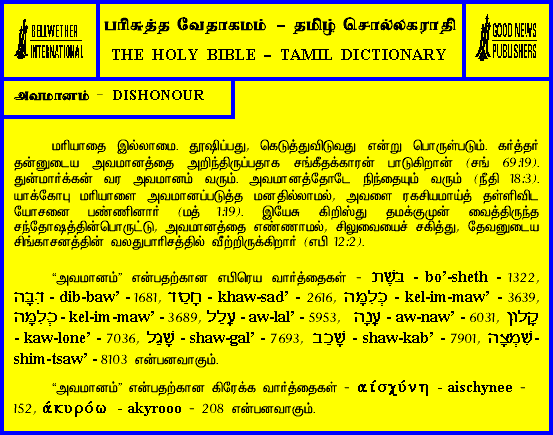 BELLWETHER
INTERNATIONAL
பரிசுத்த வேதாகமம் – தமிழ் சொல்லகராதி
THE HOLY BIBLE – TAMIL DICTIONARY
GOOD NEWS
PUBLISHERS
அவமானம் - DISHONOUR
மரியாதை இல்லாமை. தூஷிப்பது, கெடுத்துவிடுவது என்று பொருள்படும். கர்த்தர்
தன்னுடைய அவமானத்தை அறிந்திருப்பதாக சங்கீதக்காரன் பாடுகிறான் (சங் 69:19).
துன்மார்க்கன் வர அவமானம் வரும். அவமானத்தோடே நிந்தையும் வரும் (நீதி 18:3).
யாக்கோபு மரியாளை அவமானப்படுத்த மனதில்லாமல், அவளை ரகசியமாய்த் தள்ளிவிட
யோசனை பண்ணினார் (மத் 1:19). இயேசு கிறிஸ்து தமக்குமுன் வைத்திருந்த
சந்தோஷத்தின்பொருட்டு, அவமானத்தை எண்ணாமல், சிலுவையைச் சகித்து, தேவனுடைய
சிங்காசனத்தின் வலதுபாரிசத்தில் வீற்றிருக்கிறார் (எபி 12:2).
“அவமானம்” என்பதற்கான எபிரெய வார்த்தைகள் - בּשֶׁת - bo’-sheth - 1322,
דִּבָּה - dib-baw’ - 1681, חָסַד - khaw-sad’ - 2616, כְּלִמָּה - kel-im-maw’ - 3639,
כְּלִמָּה - kel-im-maw’ - 3689, עָלַל - aw-lal’ - 5953, עָנָה - aw-naw’ - 6031, קָלוֹן
- kaw-lone’ - 7036, שָׁגַל - shaw-gal’ - 7693, שָׁכַב - shaw-kab’ - 7901, שִׁמְצָה -
shim-tsaw’ - 8103 என்பனவாகும்.
“அவமானம்” என்பதற்கான கிரேக்க வார்த்தைகள் - αἰσχύνη - aischynee -
152, ἀκυρόω - akyrooo - 208 என்பனவாகும்.